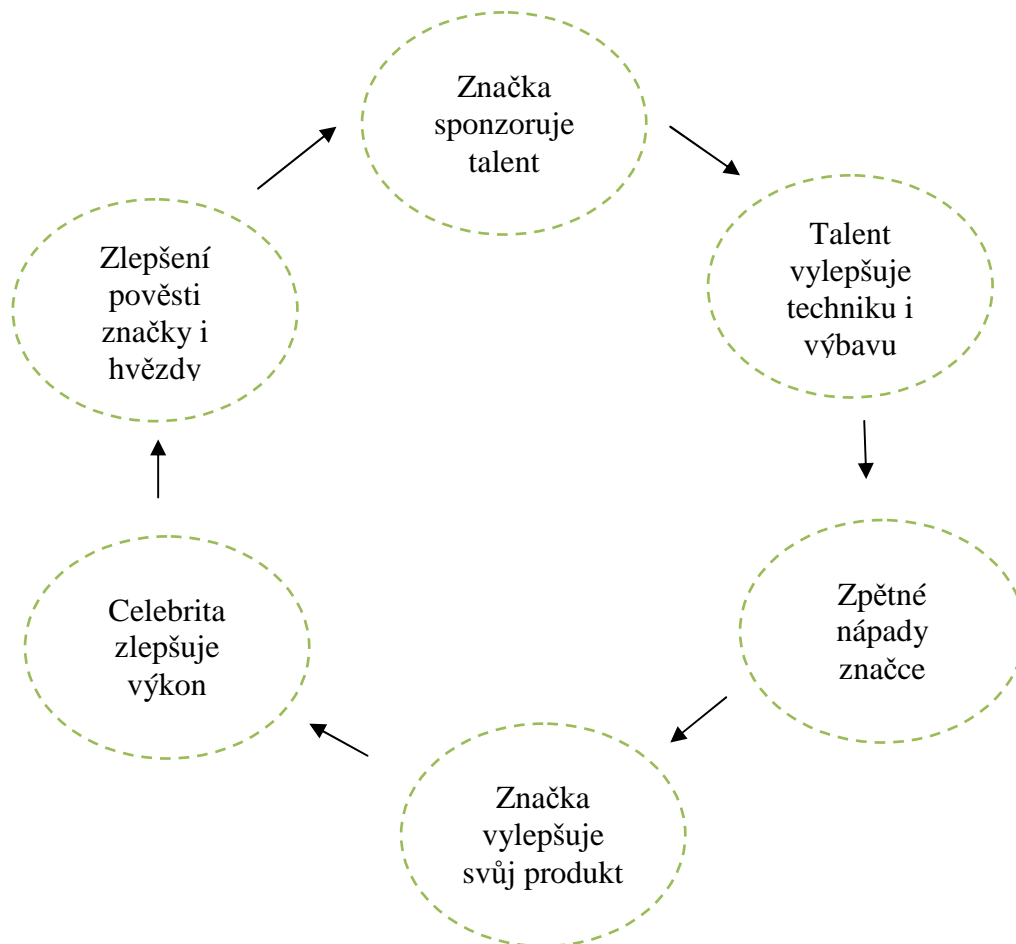 Značka
sponzoruje
talent
Talent
vylepšuje
techniku i
výbavu
Zpětné
nápady
značce
Značka
vylepšuje
svůj produkt
Celebrita
zlepšuje
výkon
Zlepšení
pověsti
značky i
hvězdy